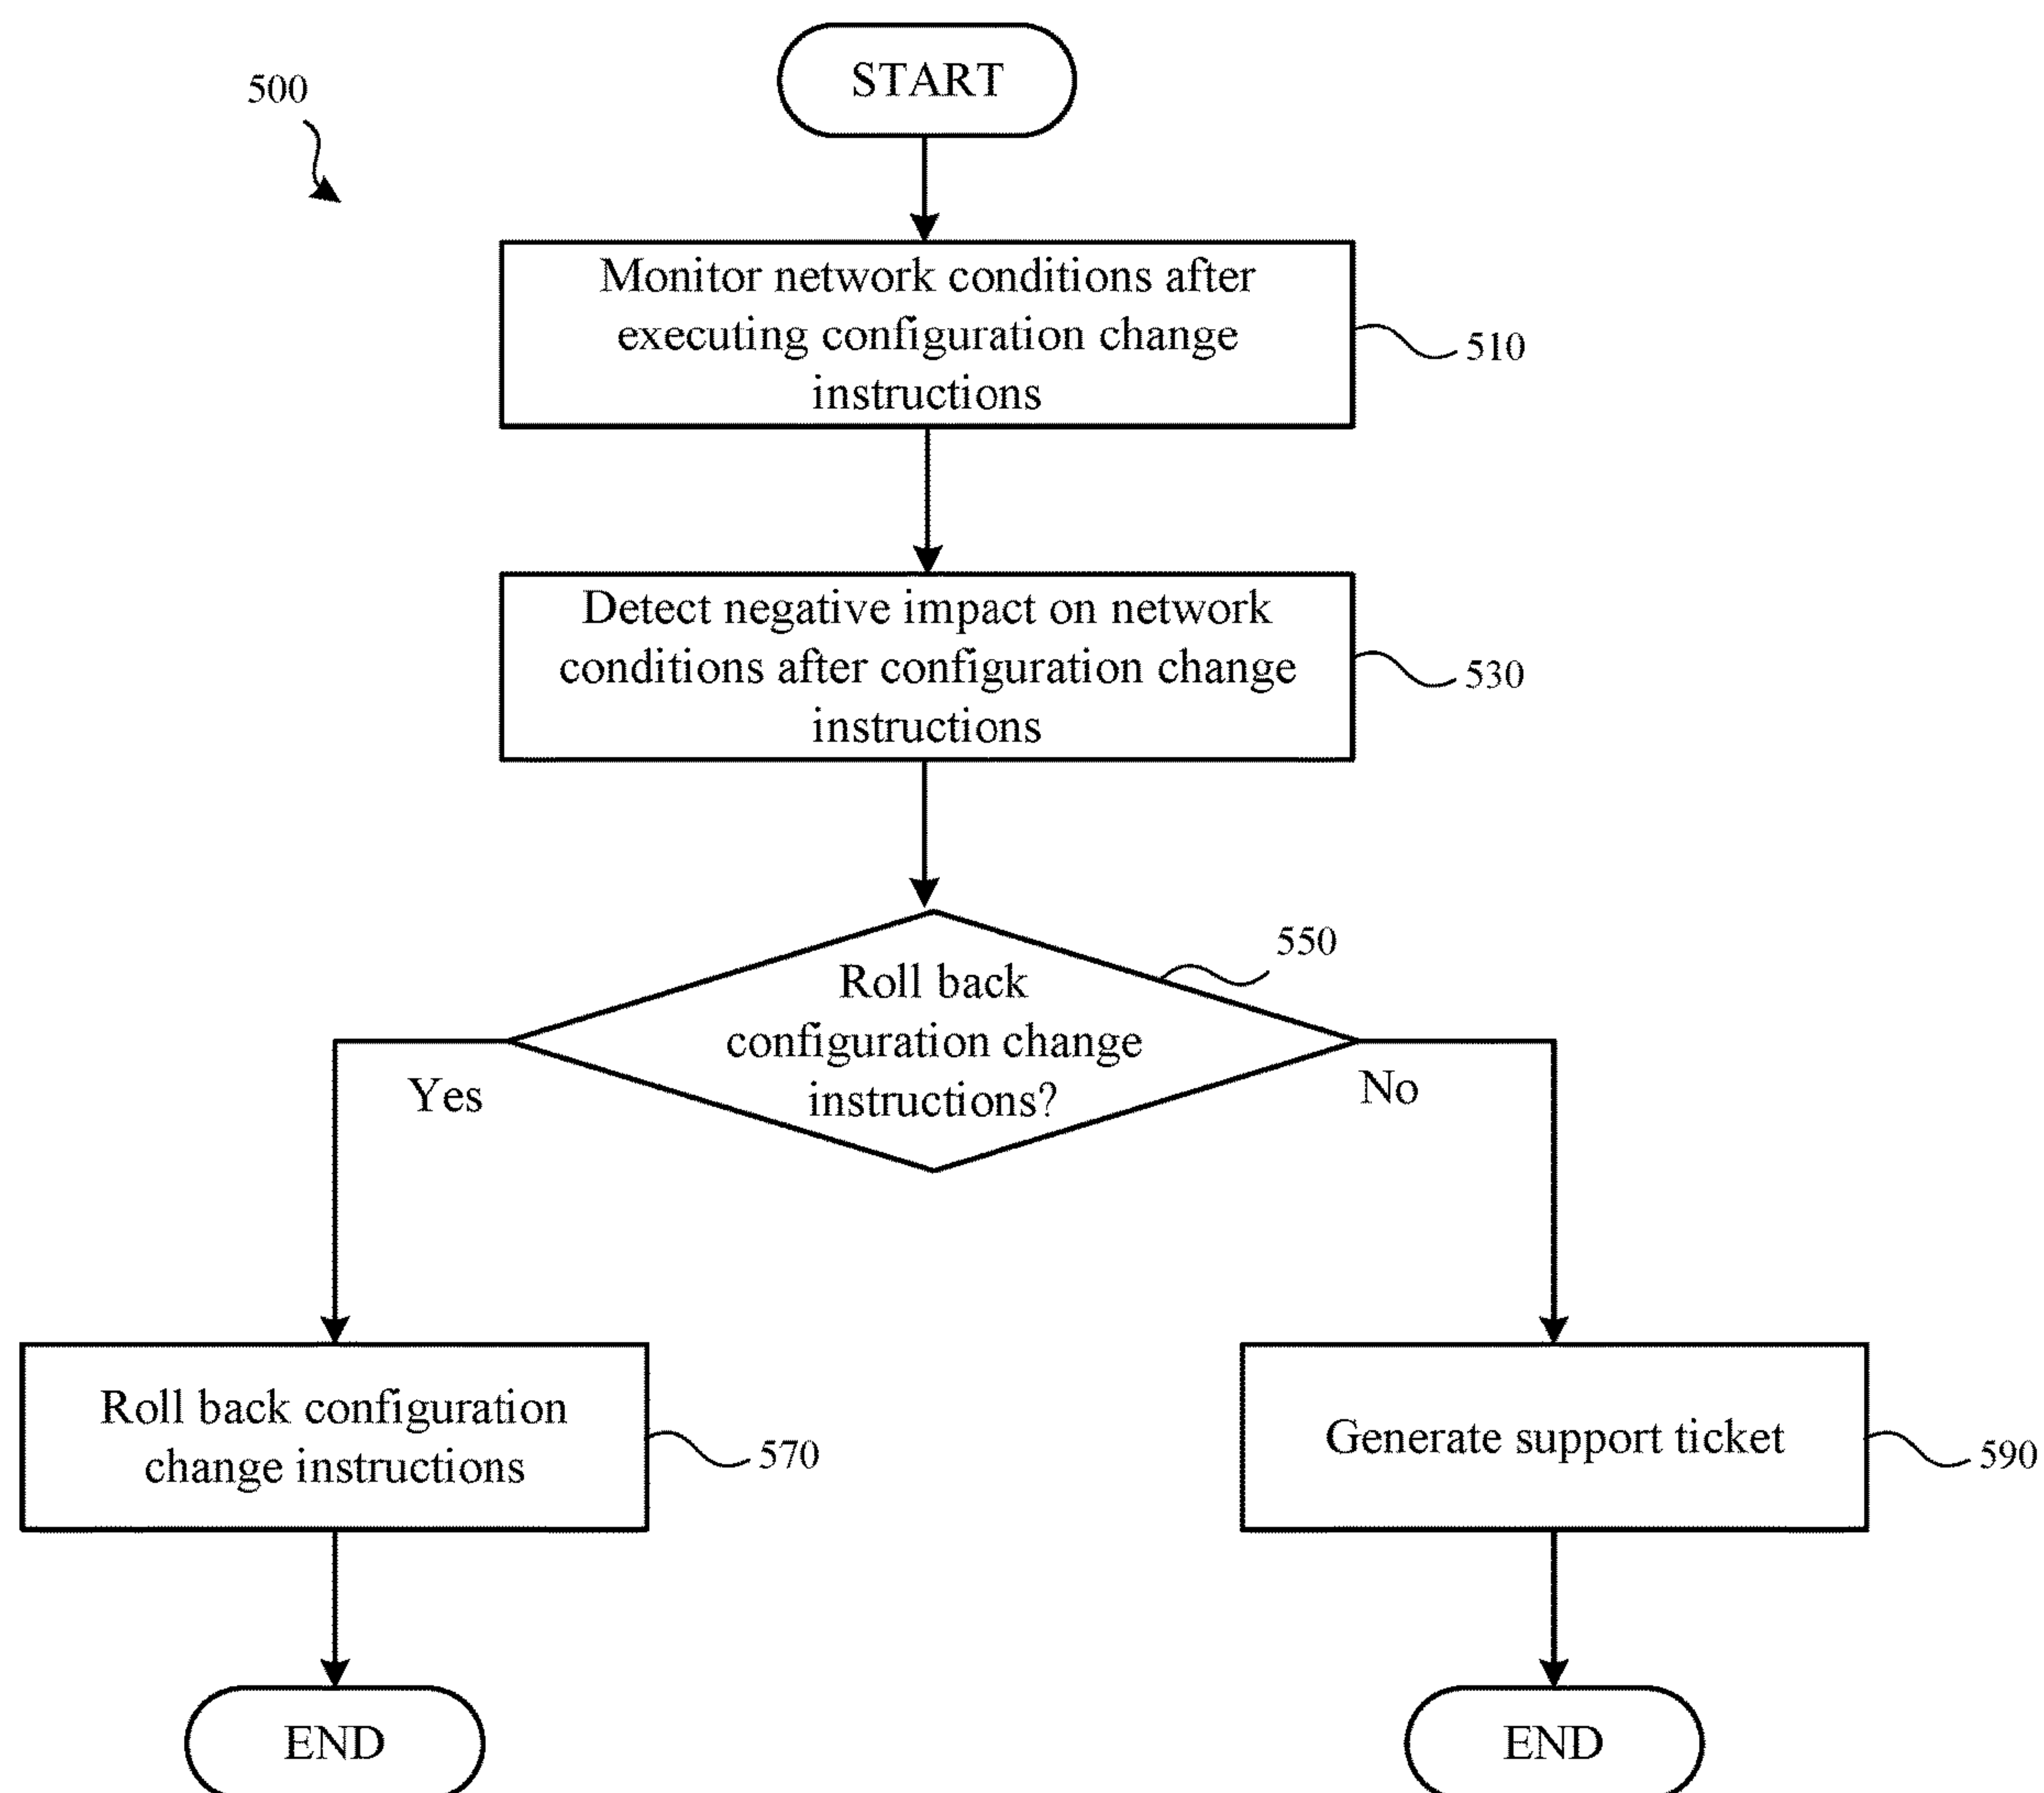 START
500
Monitor network conditions after
executing configuration change
instructions
510
Detect negative impact on network
conditions after configuration change
instructions
530
550
Roll back
configuration change
instructions?
Yes
No
Roll back configuration
change instructions
570
Generate support ticket
590
END
END